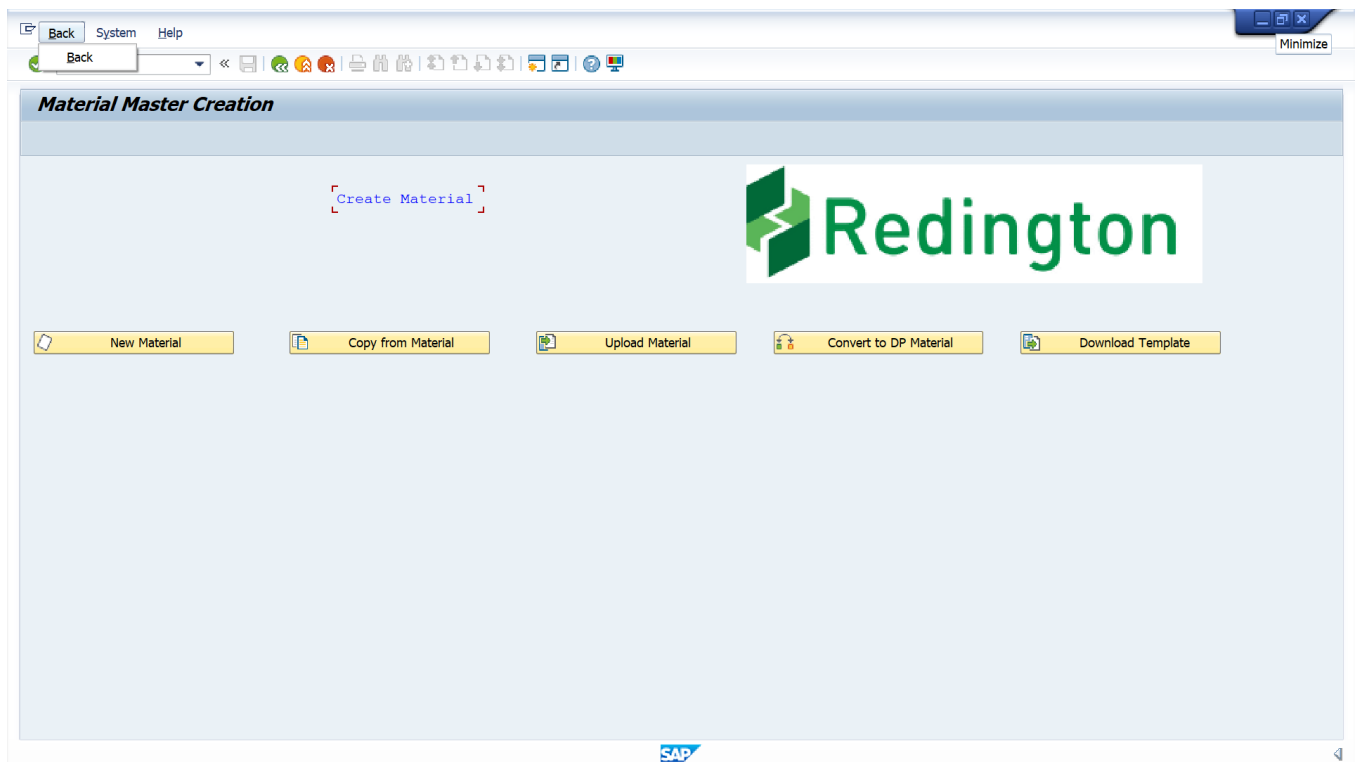 Back System Help
Minimize
Back
Material Master Creation
Create Material
Redington
New Material Copy from Material Upload Material Convert to DP Material Download Template
SAP